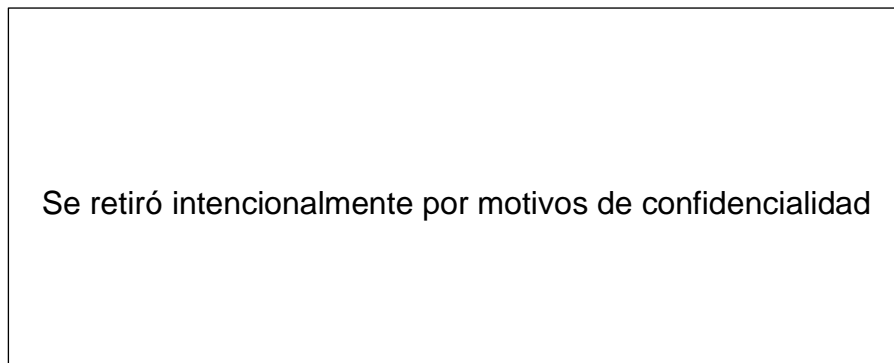 Se retiró intencionalmente por motivos de confidencialidad